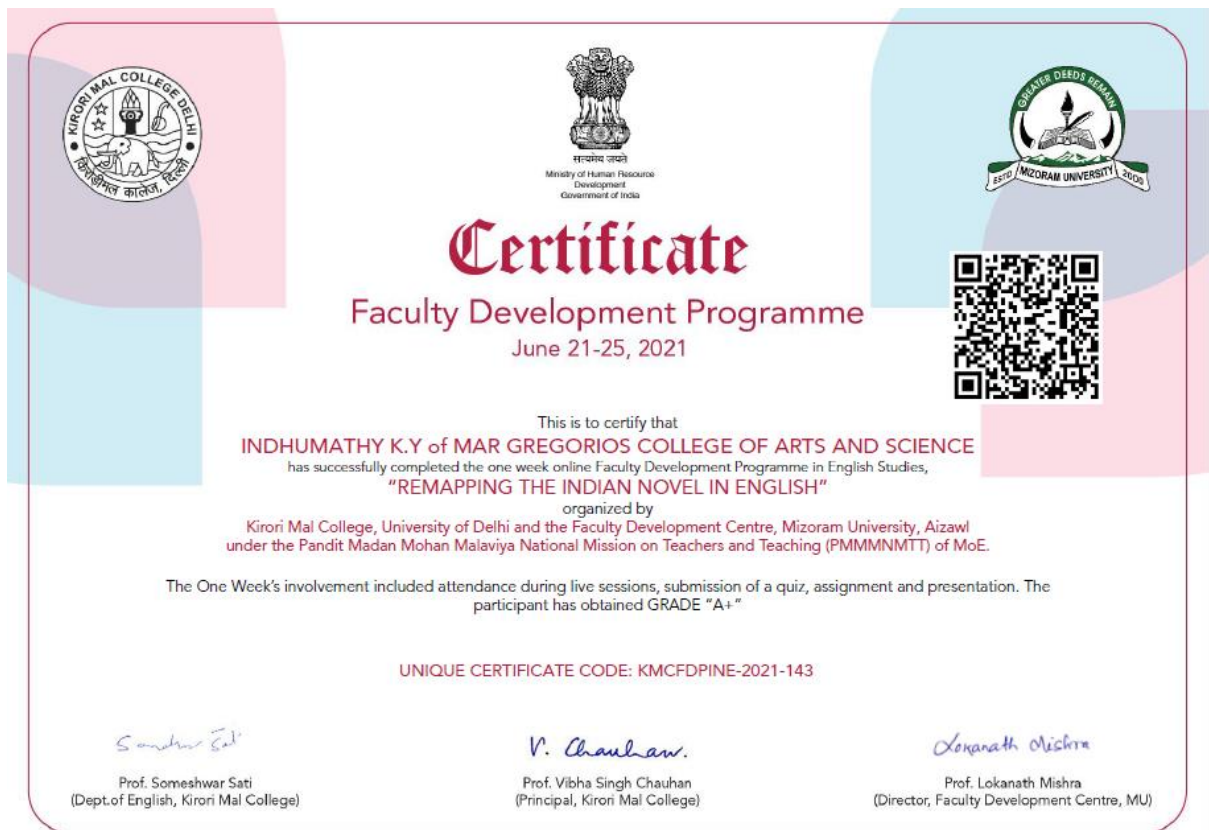 KIRORI MAL COLLEGE DELHI
किरोड़ीमल कालेज, दिल्ली
सत्यमेव जयते
Ministry of Human Resource
Development
Government of India
GREATER DEEDS REMAIN
ESTD MIZORAM UNIVERSITY 2000
Certificate
Faculty Development Programme
June 21-25, 2021
This is to certify that
INDHUMATHY K.Y of MAR GREGORIOS COLLEGE OF ARTS AND SCIENCE
has successfully completed the one week online Faculty Development Programme in English Studies,
“REMAPPING THE INDIAN NOVEL IN ENGLISH”
organized by
Kirori Mal College, University of Delhi and the Faculty Development Centre, Mizoram University, Aizawl
under the Pandit Madan Mohan Malaviya National Mission on Teachers and Teaching (PMMMNMTT) of MoE.
The One Week’s involvement included attendance during live sessions, submission of a quiz, assignment and presentation. The
participant has obtained GRADE “A+”
UNIQUE CERTIFICATE CODE: KMCFDPINE-2021-143
V. Chauhan.
Lokanath Mishra
Prof. Someshwar Sati
(Dept.of English, Kirori Mal College)
Prof. Vibha Singh Chauhan
(Principal, Kirori Mal College)
Prof. Lokanath Mishra
(Director, Faculty Development Centre, MU)